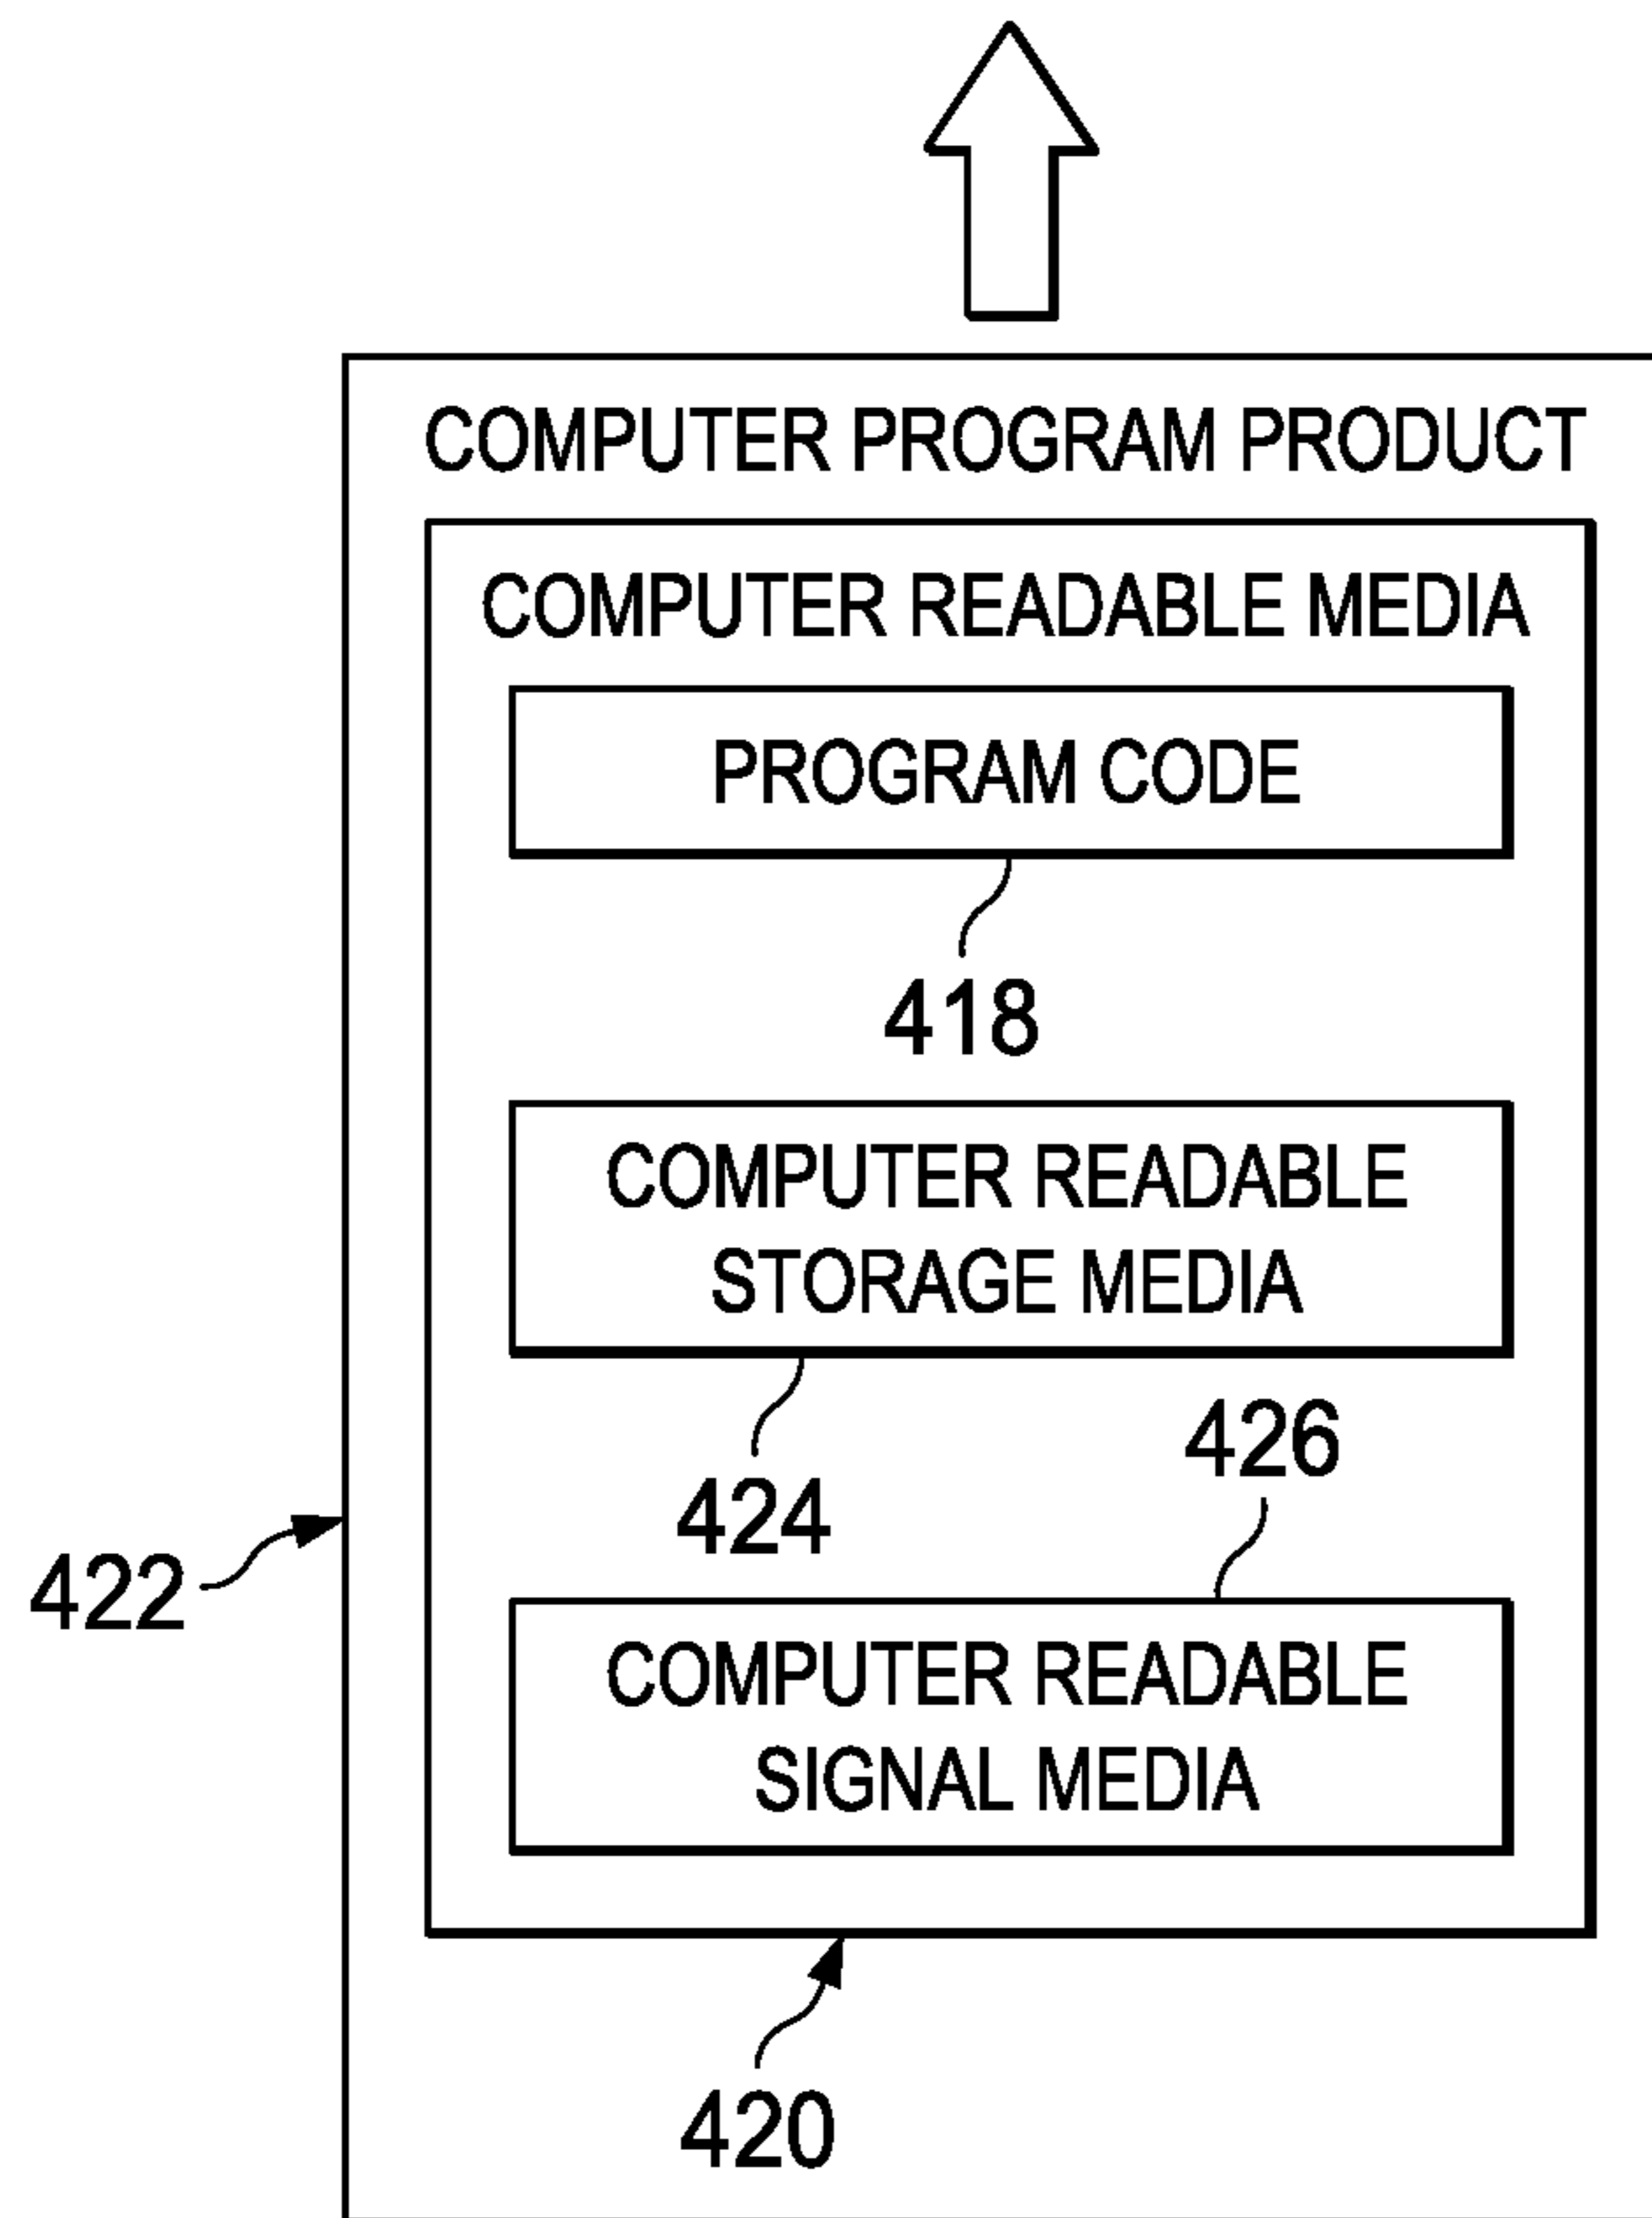 COMPUTER PROGRAM PRODUCT
COMPUTER READABLE MEDIA
PROGRAM CODE
418
COMPUTER READABLE
STORAGE MEDIA
424
426
422
COMPUTER READABLE
SIGNAL MEDIA
420